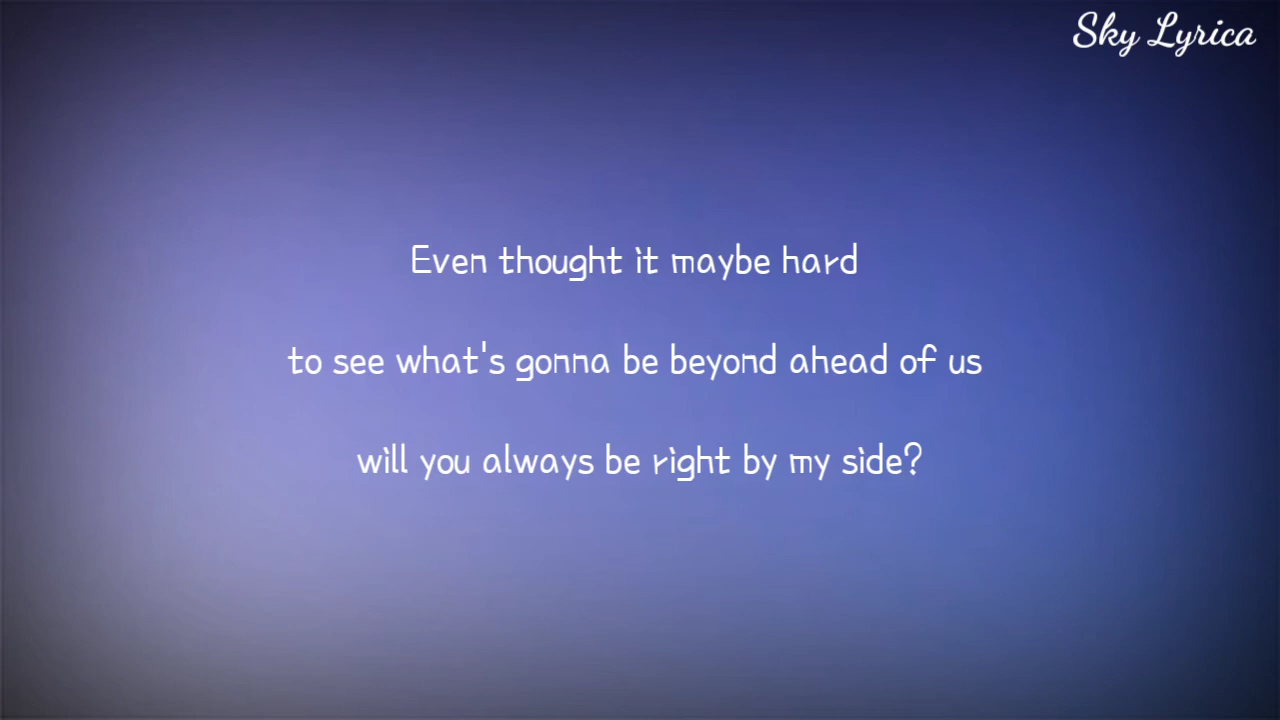 Sky Lyrica
Even thought it maybe hard
to see what's gonna be beyond ahead of us
will you always be right by my side?